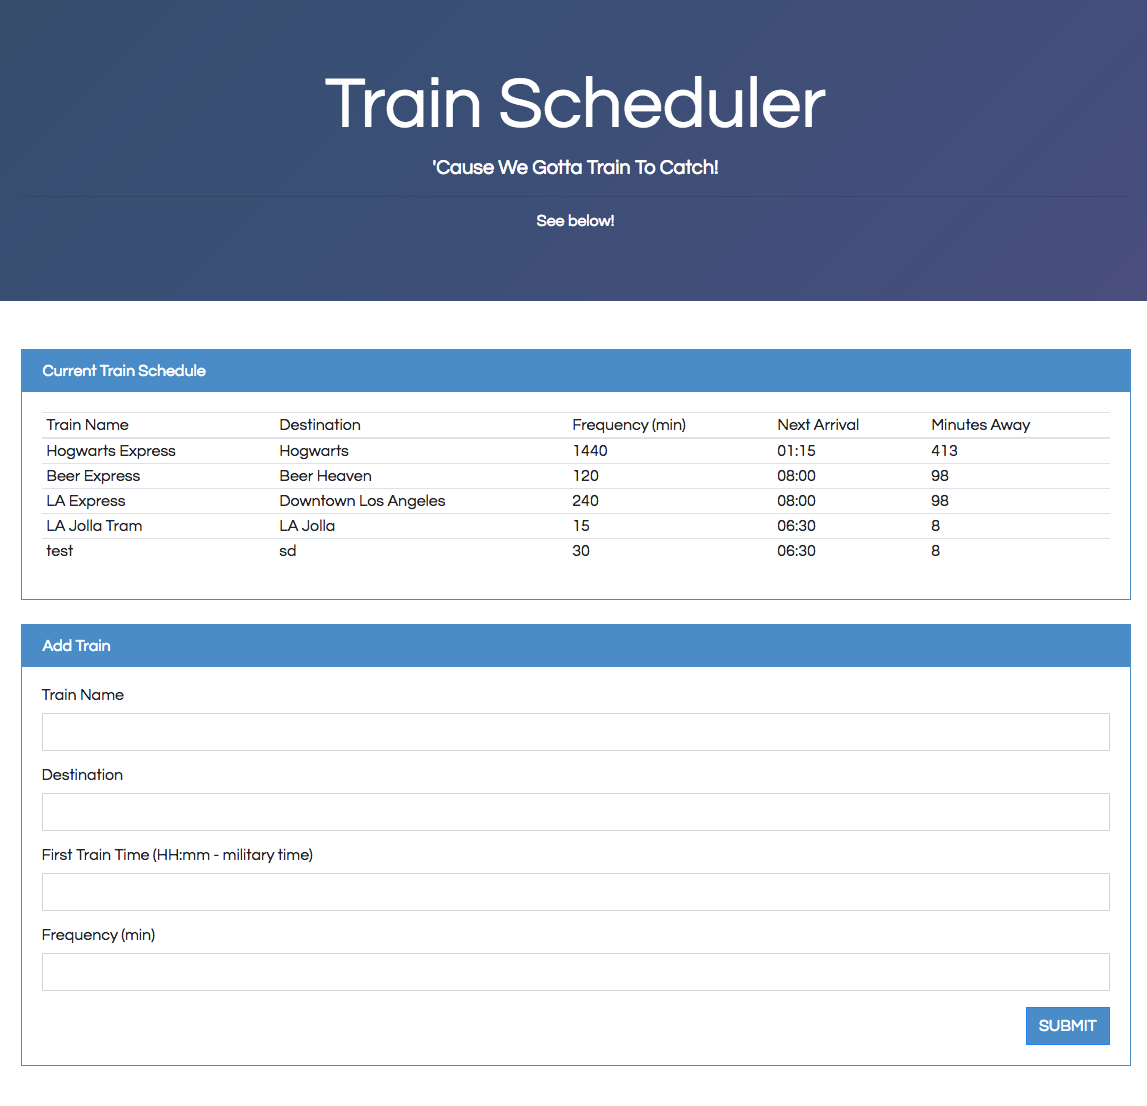 Train Scheduler
'Cause We Gotta Train To Catch!
See below!
Current Train Schedule
Train Name Destination Frequency (min) Next Arrival Minutes Away
Hogwarts Express Hogwarts 1440 01:15 413
Beer Express Beer Heaven 120 08:00 98
LA Express Downtown Los Angeles 240 08:00 98
LA Jolla Tram LA Jolla 15 06:30 8
test sd 30 06:30 8
Add Train
Train Name
Destination
First Train Time (HH:mm - military time)
Frequency (min)
SUBMIT